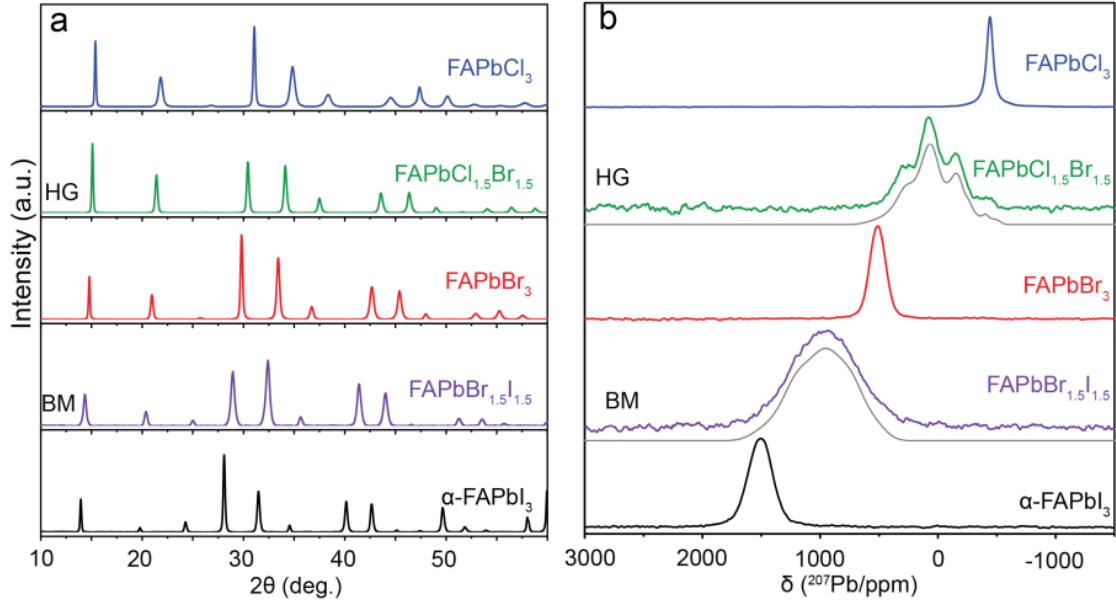 a
Intensity (a.u.)
FAPbCl₃
HG
FAPbCl₁.₅Br₁.₅
FAPbBr₃
BM
FAPbBr₁.₅I₁.₅
α-FAPbI₃
10 20 30 40 50
2θ (deg.)
b
FAPbCl₃
HG
FAPbCl₁.₅Br₁.₅
FAPbBr₃
BM
FAPbBr₁.₅I₁.₅
α-FAPbI₃
3000 2000 1000 0 -1000
δ (²⁰⁷Pb/ppm)